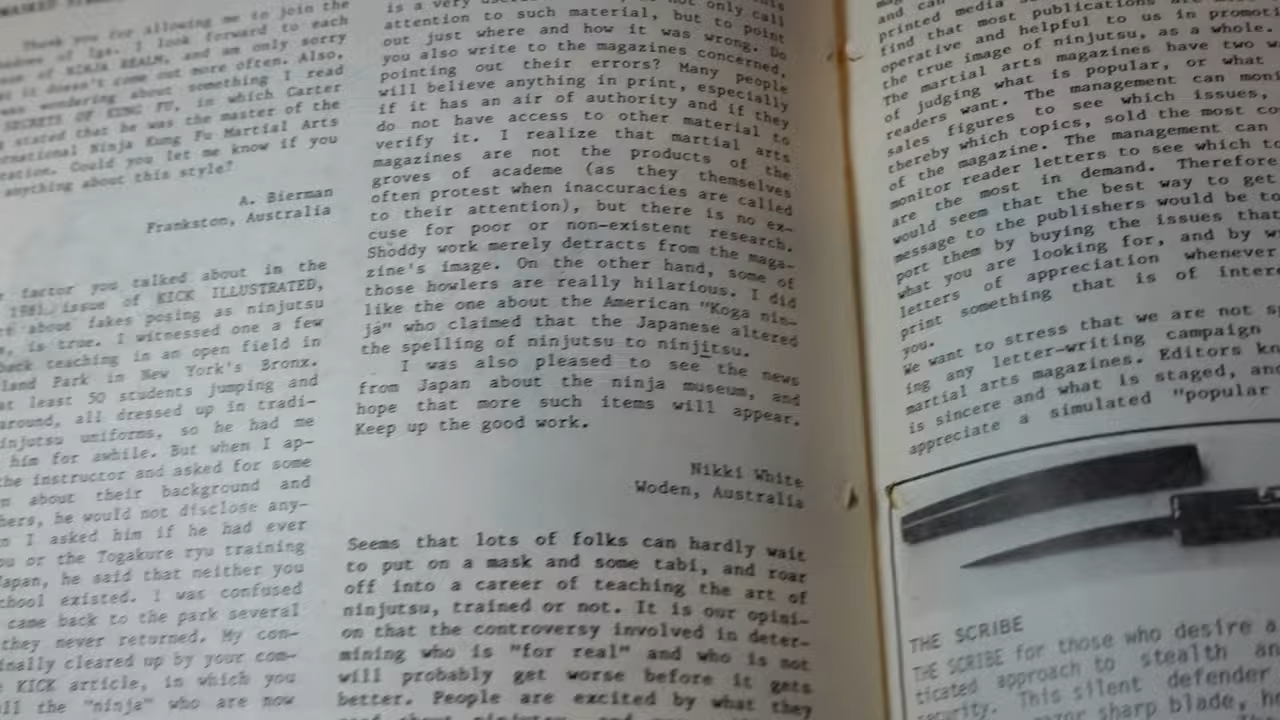 Thank you for allowing me to join the
of Iga. I look forward to each
of NINJA REALM, and am only sorry
it doesn't come out more often. Also,
wondering about something I read
SECRETS OF KUNG FU, in which Carter
stated that he was the master of the
Ninja Kung Fu Martial Arts
Could you let me know if you
anything about this style?
A. Bierman
Frankston, Australia
factor you talked about in the
1981 issue of KICK ILLUSTRATED,
about fakes posing as ninjutsu
is true. I witnessed one a few
back teaching in an open field in
Park in New York's Bronx.
at least 50 students jumping and
around, all dressed up in tradi-
uniforms, so he had me
him for awhile. But when I ap-
the instructor and asked for some
about their background and
he would not disclose any-
I asked him if he had ever
or the Togakure ryu training
he said that neither you
existed. I was confused
came back to the park several
they never returned. My con-
cleared up by your com-
KICK article, in which you
the "ninja" who are now
is a very
only call
attention to such material, but to point
out just where and how it was wrong. Do
you also write to the magazines concerned,
pointing out their errors? Many people
will believe anything in print, especially
if it has an air of authority and if they
do not have access to other material to
verify it. I realize that martial arts
magazines are not the products of the
groves of academe (as they themselves
often protest when inaccuracies are called
to their attention), but there is no ex-
cuse for poor or non-existent research.
Shoddy work merely detracts from the maga-
zine's image. On the other hand, some of
those howlers are really hilarious. I did
like the one about the American "Koga nin-
ja" who claimed that the Japanese altered
the spelling of ninjutsu to ninjitsu.
I was also pleased to see the news
from Japan about the ninja museum, and
hope that more such items will appear.
Keep up the good work.
Nikki White
Woden, Australia
Seems that lots of folks can hardly wait
to put on a mask and some tabi, and roar
off into a career of teaching the art of
ninjutsu, trained or not. It is our opini-
on that the controversy involved in deter-
mining who is "for real" and who is not
will probably get worse before it gets
better. People are excited by what they
and can
printed media
find that most publications are
operative and helpful to us in
the true image of ninjutsu, as a whole.
The martial arts magazines have two
of judging what is popular, or what
readers want. The management can
sales figures to see which issues,
thereby which topics, sold the most
of the magazine. The management can
monitor reader letters to see which
are the most in demand. Therefore
would seem that the best way to get
message to the publishers would be to
port them by buying the issues that
what you are looking for, and by
letters of appreciation whenever
print something that is of
you.
We want to stress that we are not
ing any letter-writing campaign
martial arts magazines. Editors
is sincere and what is staged, and
appreciate a simulated "popular
THE SCRIBE
THE SCRIBE for those who desire a
ticated approach to stealth
This silent defender
sharp blade,